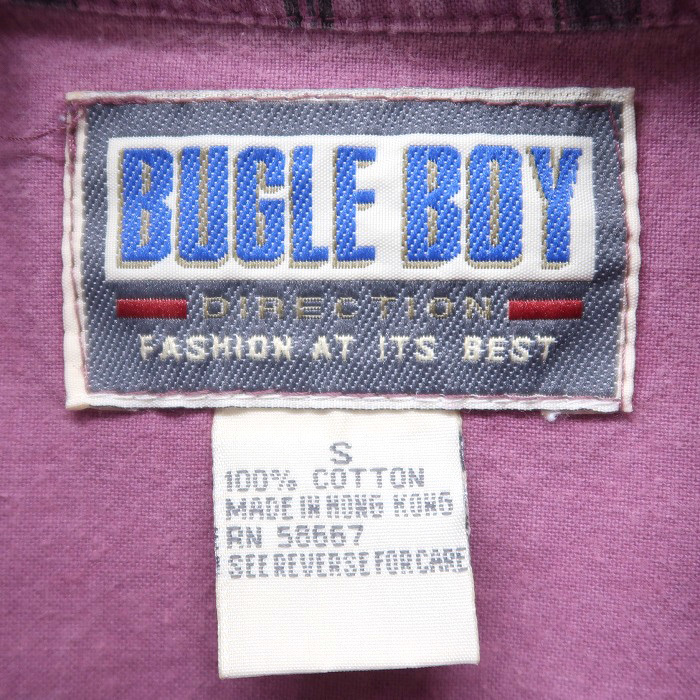 BUGLE BOY
DIRECTION
FASHION AT ITS BEST
S
100% COTTON
MADE IN HONG KONG
RN 58667
SEE REVERSE FOR CARE